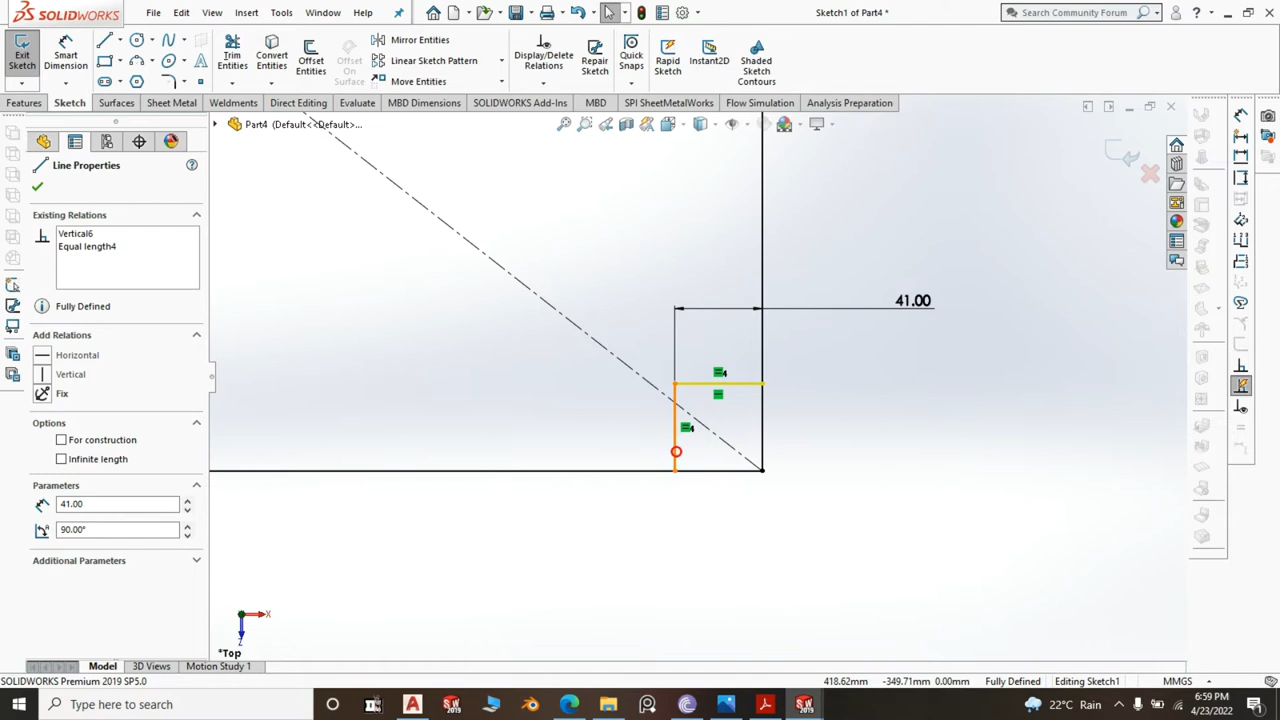 SOLIDWORKS
File
Edit
View
Insert
Tools
Window
Help
Sketch1 of Part4 *
Search Community Forum
Exit Sketch
Smart Dimension
Trim Entities
Convert Entities
Offset Entities
Offset On Surface
Mirror Entities
Linear Sketch Pattern
Move Entities
Display/Delete Relations
Repair Sketch
Quick Snaps
Rapid Sketch
Instant2D
Shaded Sketch Contours
Features
Sketch
Surfaces
Sheet Metal
Weldments
Direct Editing
Evaluate
MBD Dimensions
SOLIDWORKS Add-Ins
MBD
SPI SheetMetalWorks
Flow Simulation
Analysis Preparation
Part4 (Default<<Default>...
Line Properties
Existing Relations
Vertical6
Equal length4
Fully Defined
Add Relations
Horizontal
Vertical
Fix
Options
For construction
Infinite length
Parameters
41.00
90.00°
Additional Parameters
41.00
4
4
X
Z
*Top
Model
3D Views
Motion Study 1
SOLIDWORKS Premium 2019 SP5.0
418.62mm
-349.71mm
0.00mm
Fully Defined
Editing Sketch1
MMGS
Type here to search
22°C Rain
6:59 PM
4/23/2022